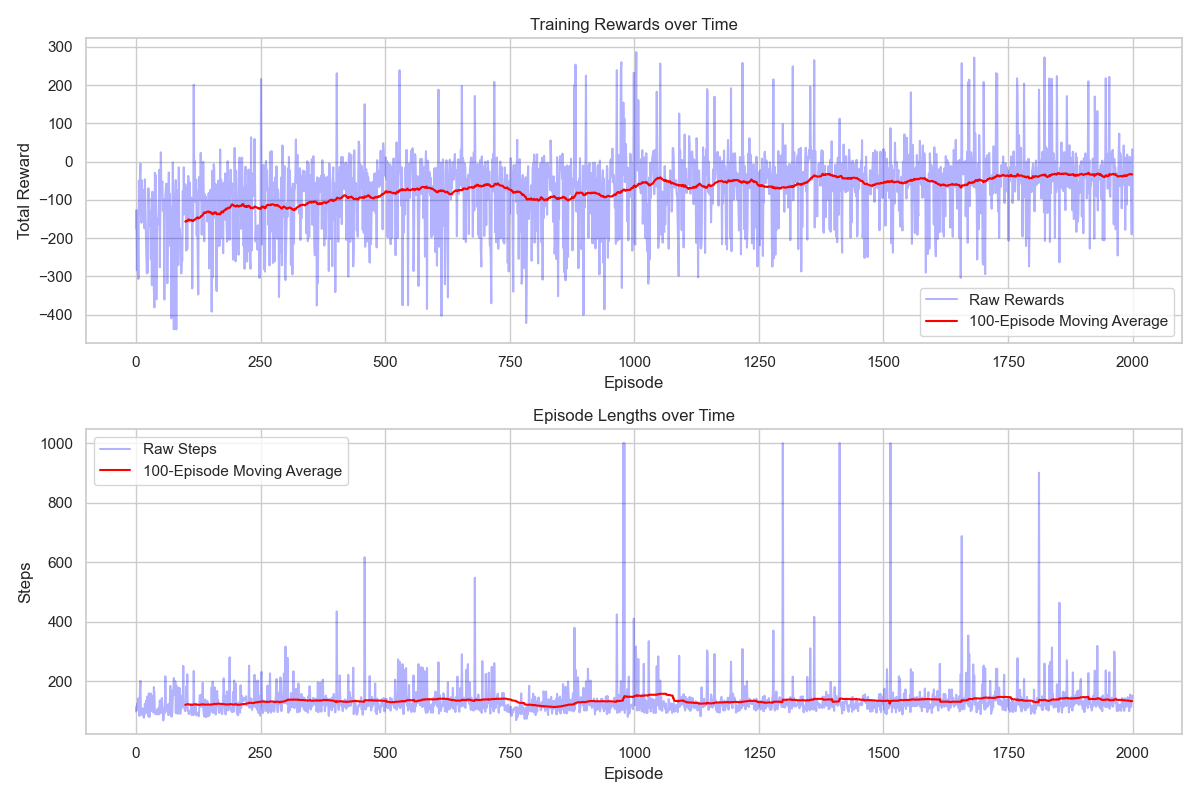 Training Rewards over Time
Total Reward
300
200
100
0
−100
−200
−300
−400
Raw Rewards
100-Episode Moving Average
0 250 500 750 1000 1250 1500 1750 2000
Episode
Episode Lengths over Time
Steps
1000
800
600
400
200
Raw Steps
100-Episode Moving Average
0 250 500 750 1000 1250 1500 1750 2000
Episode